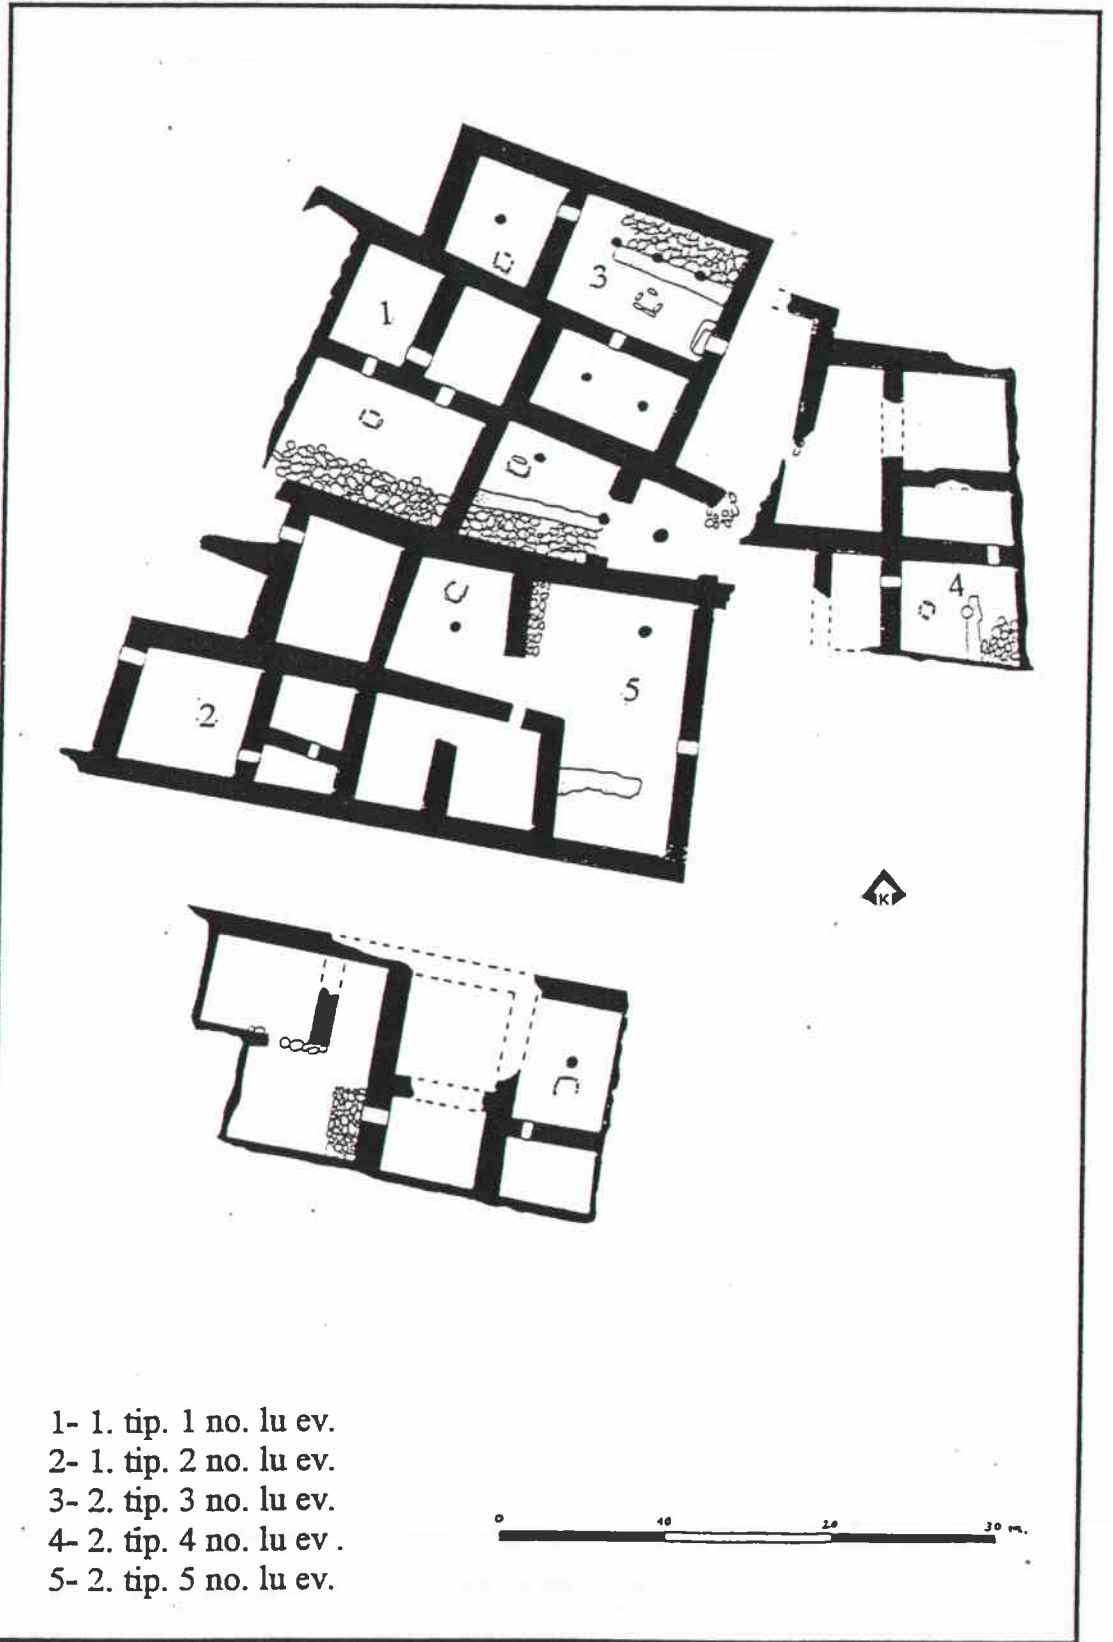 3
1
4
5
2
K
1- 1. tip. 1 no. lu ev.
2- 1. tip. 2 no. lu ev.
3- 2. tip. 3 no. lu ev.
4- 2. tip. 4 no. lu ev .
5- 2. tip. 5 no. lu ev.
0 10 20 30 m.